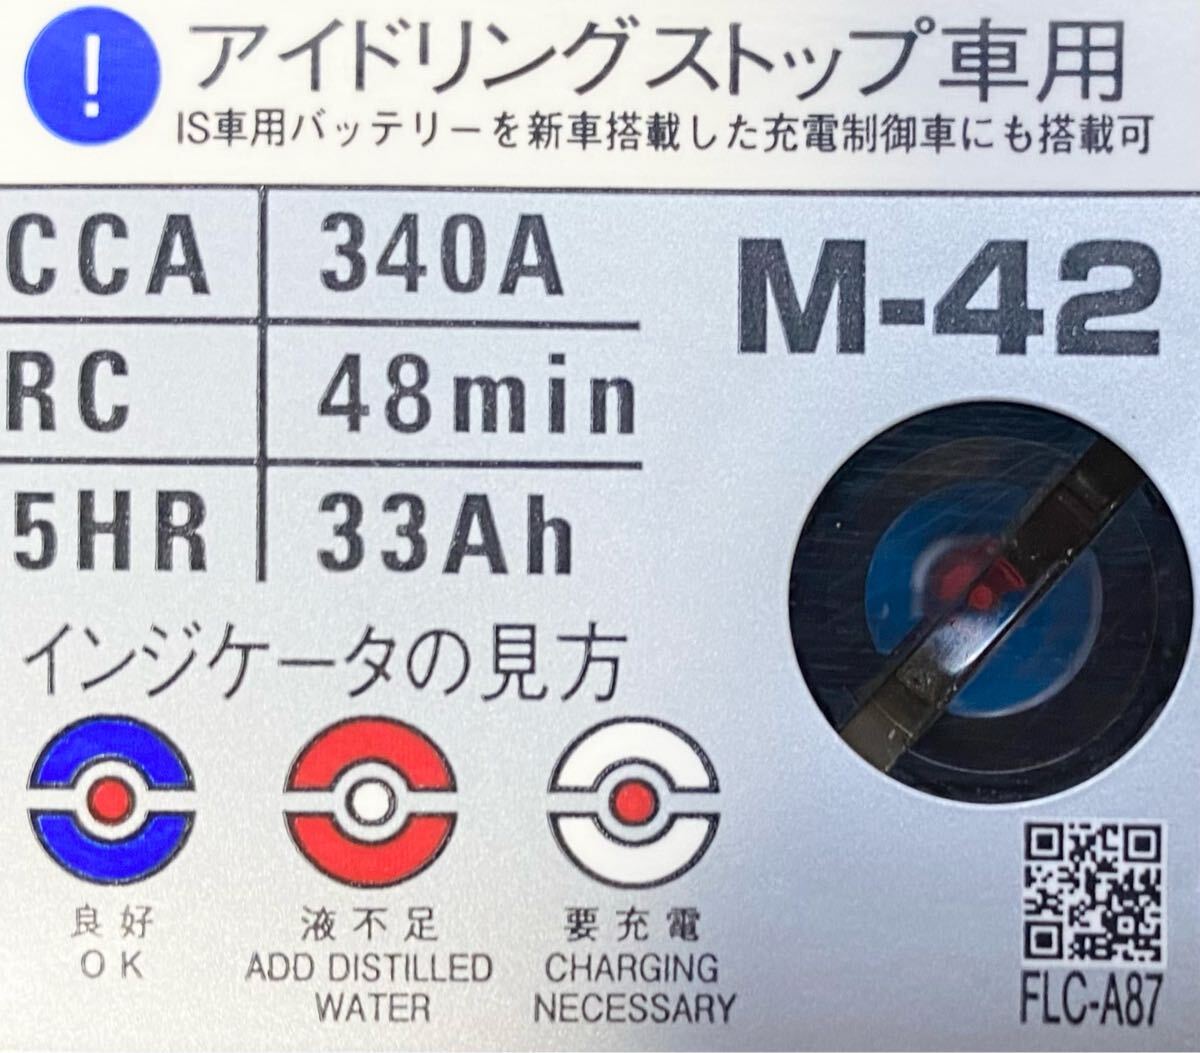 !
アイドリングストップ車用
IS車用バッテリーを新車搭載した充電制御車にも搭載可
CCA 340A
RC 48min
5HR 33Ah
M-42
インジケータの見方
良好
OK
液不足
ADD DISTILLED
WATER
要充電
CHARGING
NECESSARY
FLC-A87